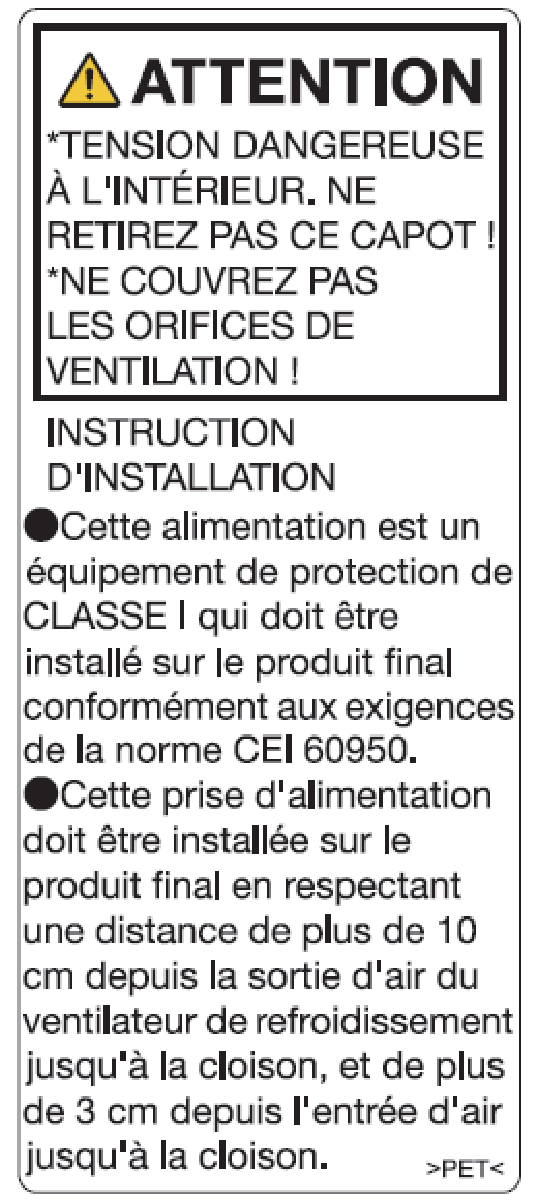 ATTENTION
*TENSION DANGEREUSE
À L'INTÉRIEUR. NE
RETIREZ PAS CE CAPOT !
*NE COUVREZ PAS
LES ORIFICES DE
VENTILATION !
INSTRUCTION
D'INSTALLATION
●Cette alimentation est un
équipement de protection de
CLASSE I qui doit être
installé sur le produit final
conformément aux exigences
de la norme CEI 60950.
●Cette prise d'alimentation
doit être installée sur le
produit final en respectant
une distance de plus de 10
cm depuis la sortie d'air du
ventilateur de refroidissement
jusqu'à la cloison, et de plus
de 3 cm depuis l'entrée d'air
jusqu'à la cloison.
>PET<